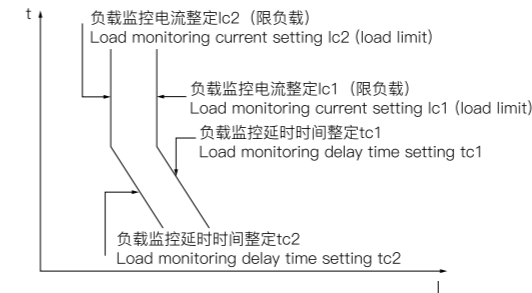 t
负载监控电流整定Ic2（限负载）
Load monitoring current setting Ic2 (load limit)
负载监控电流整定Ic1（限负载）
Load monitoring current setting Ic1 (load limit)
负载监控延时时间整定tc1
Load monitoring delay time setting tc1
负载监控延时时间整定tc2
Load monitoring delay time setting tc2
I